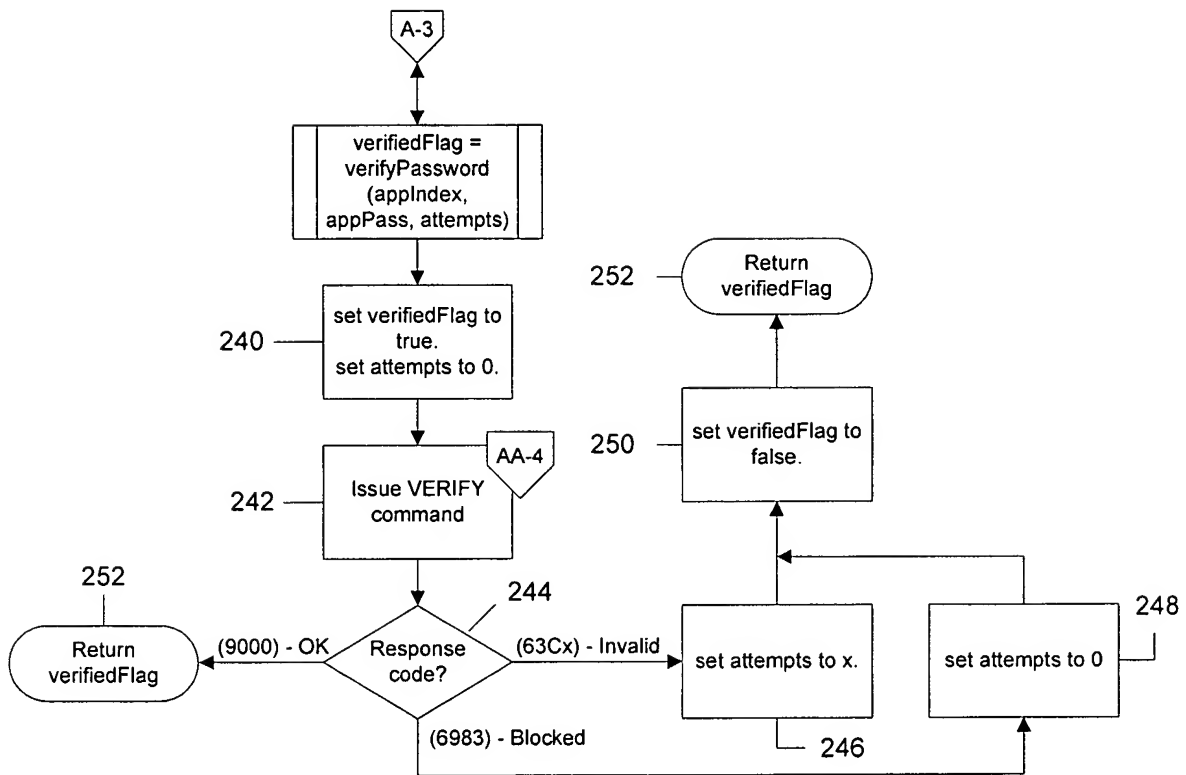 A-3
verifiedFlag =
verifyPassword
(appIndex,
appPass, attempts)
240
set verifiedFlag to
true.
set attempts to 0.
242
Issue VERIFY
command
AA-4
244
Response
code?
(9000) - OK
252
Return
verifiedFlag
(63Cx) - Invalid
(6983) - Blocked
set attempts to x.
246
set attempts to 0
248
250
set verifiedFlag to
false.
252
Return
verifiedFlag